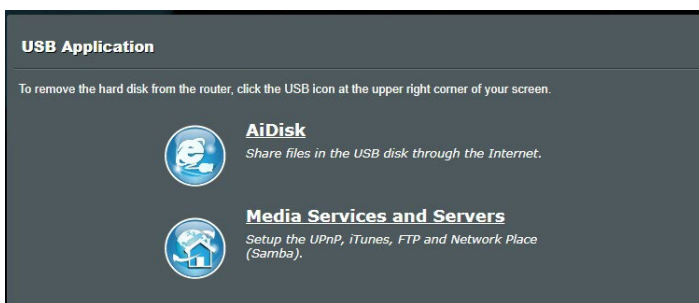 USB Application
To remove the hard disk from the router, click the USB icon at the upper right corner of your screen.
AiDisk
Share files in the USB disk through the Internet.
Media Services and Servers
Setup the UPnP, iTunes, FTP and Network Place
(Samba).